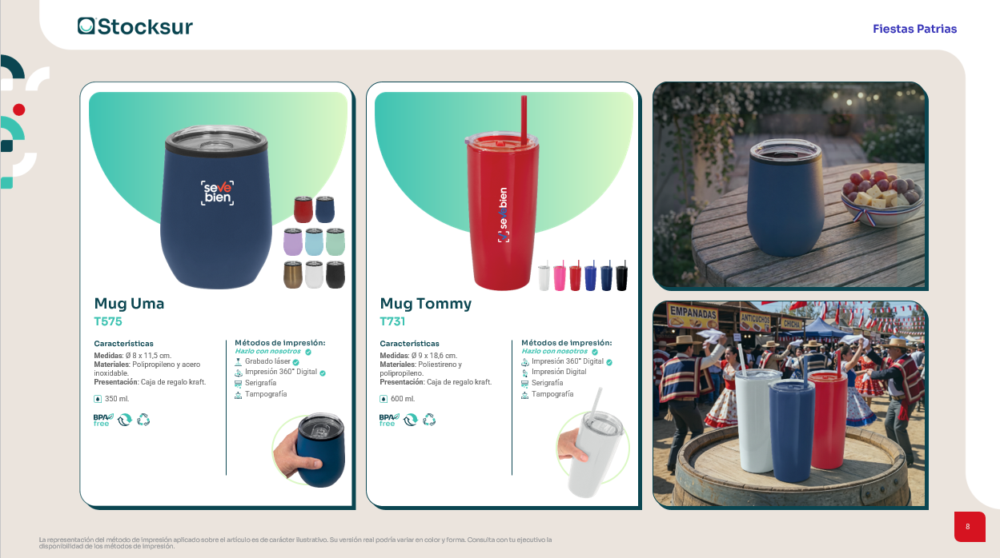 Stocksur
Fiestas Patrias
seve
bien
sevebien
Mug Uma
T575
Características
Medidas: Ø 8 x 11,5 cm.
Materiales: Polipropileno y acero
inoxidable.
Presentación: Caja de regalo kraft.
350 ml.
BPA
free
Métodos de impresión:
Hazlo con nosotros
Grabado láser
Impresión 360° Digital
Serigrafía
Tampografía
Mug Tommy
T731
Características
Medidas: Ø 9 x 18,6 cm.
Materiales: Poliestireno y
polipropileno.
Presentación: Caja de regalo kraft.
600 ml.
BPA
free
Métodos de impresión:
Hazlo con nosotros
Impresión 360° Digital
Impresión Digital
Serigrafía
Tampografía
EMPANADAS
ANTICUCHOS
CHICHA
8
La representación del método de impresión aplicado sobre el artículo es de carácter ilustrativo. Su versión real podría variar en color y forma. Consulta con tu ejecutivo la
disponibilidad de los métodos de impresión.